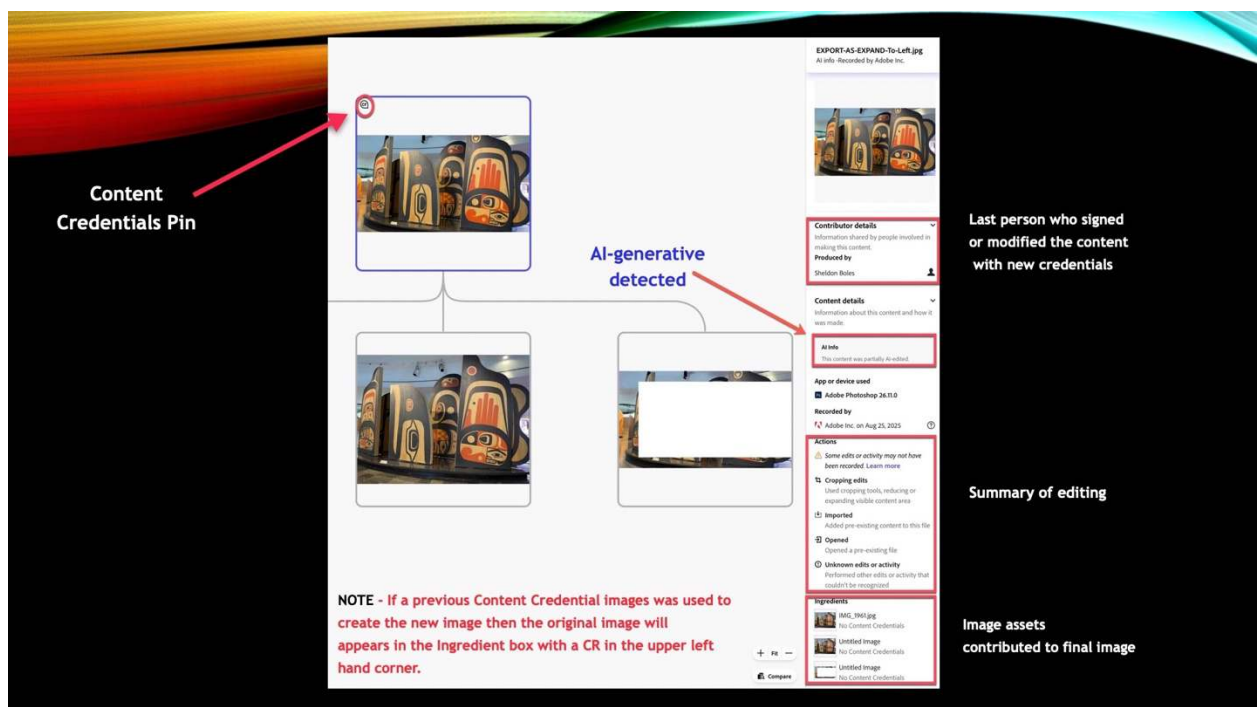 Content
Credentials Pin
AI-generative
detected
NOTE - If a previous Content Credential images was used to
create the new image then the original image will
appears in the Ingredient box with a CR in the upper left
hand corner.
+ Fit −
Compare
EXPORT-AS-EXPAND-To-Left.jpg
AI info -Recorded by Adobe Inc.
Contributor details
Information shared by people involved in
making this content.
Produced by
Sheldon Boles
Content details
Information about this content and how it
was made.
AI Info
This content was partially AI-edited.
App or device used
Adobe Photoshop 26.11.0
Recorded by
Adobe Inc. on Aug 25, 2025
Actions
Some edits or activity may not have
been recorded. Learn more
Cropping edits
Used cropping tools, reducing or
expanding visible content area
Imported
Added pre-existing content to this file
Opened
Opened a pre-existing file
Unknown edits or activity
Performed other edits or activity that
couldn't be recognized
Ingredients
IMG_1961.jpg
No Content Credentials
Untitled Image
No Content Credentials
Untitled Image
No Content Credentials
Last person who signed
or modified the content
with new credentials
Summary of editing
Image assets
contributed to final image